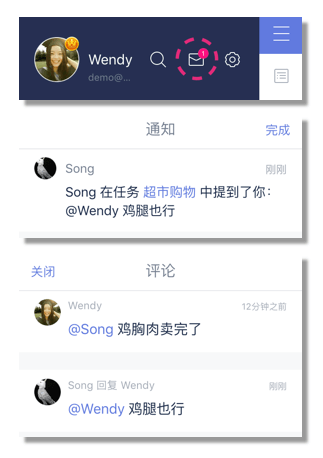 Wendy
demo@...
1
通知
完成
Song
刚刚
Song 在任务 超市购物 中提到了你:
@Wendy 鸡腿也行
关闭
评论
Wendy
12分钟之前
@Song 鸡胸肉卖完了
Song 回复 Wendy
刚刚
@Wendy 鸡腿也行